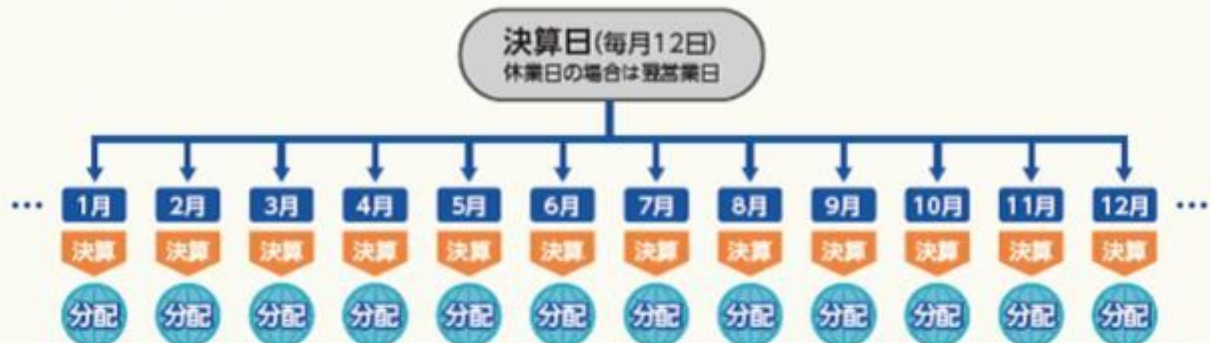 決算日(毎月12日)
休業日の場合は翌営業日
… 1月 2月 3月 4月 5月 6月 7月 8月 9月 10月 11月 12月 …
決算 決算 決算 決算 決算 決算 決算 決算 決算 決算 決算 決算
分配 分配 分配 分配 分配 分配 分配 分配 分配 分配 分配 分配